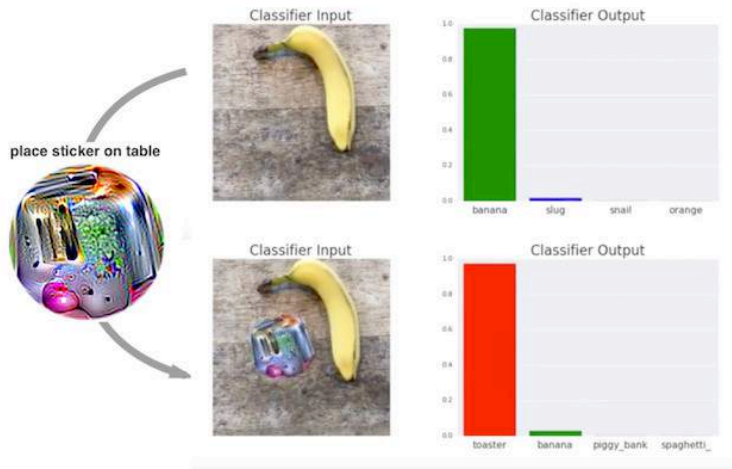 Classifier Input
Classifier Output
1.0
0.8
0.6
0.4
0.2
0.0
banana slug snail orange
place sticker on table
Classifier Input
Classifier Output
1.0
0.8
0.6
0.4
0.2
0.0
toaster banana piggy_bank spaghetti_